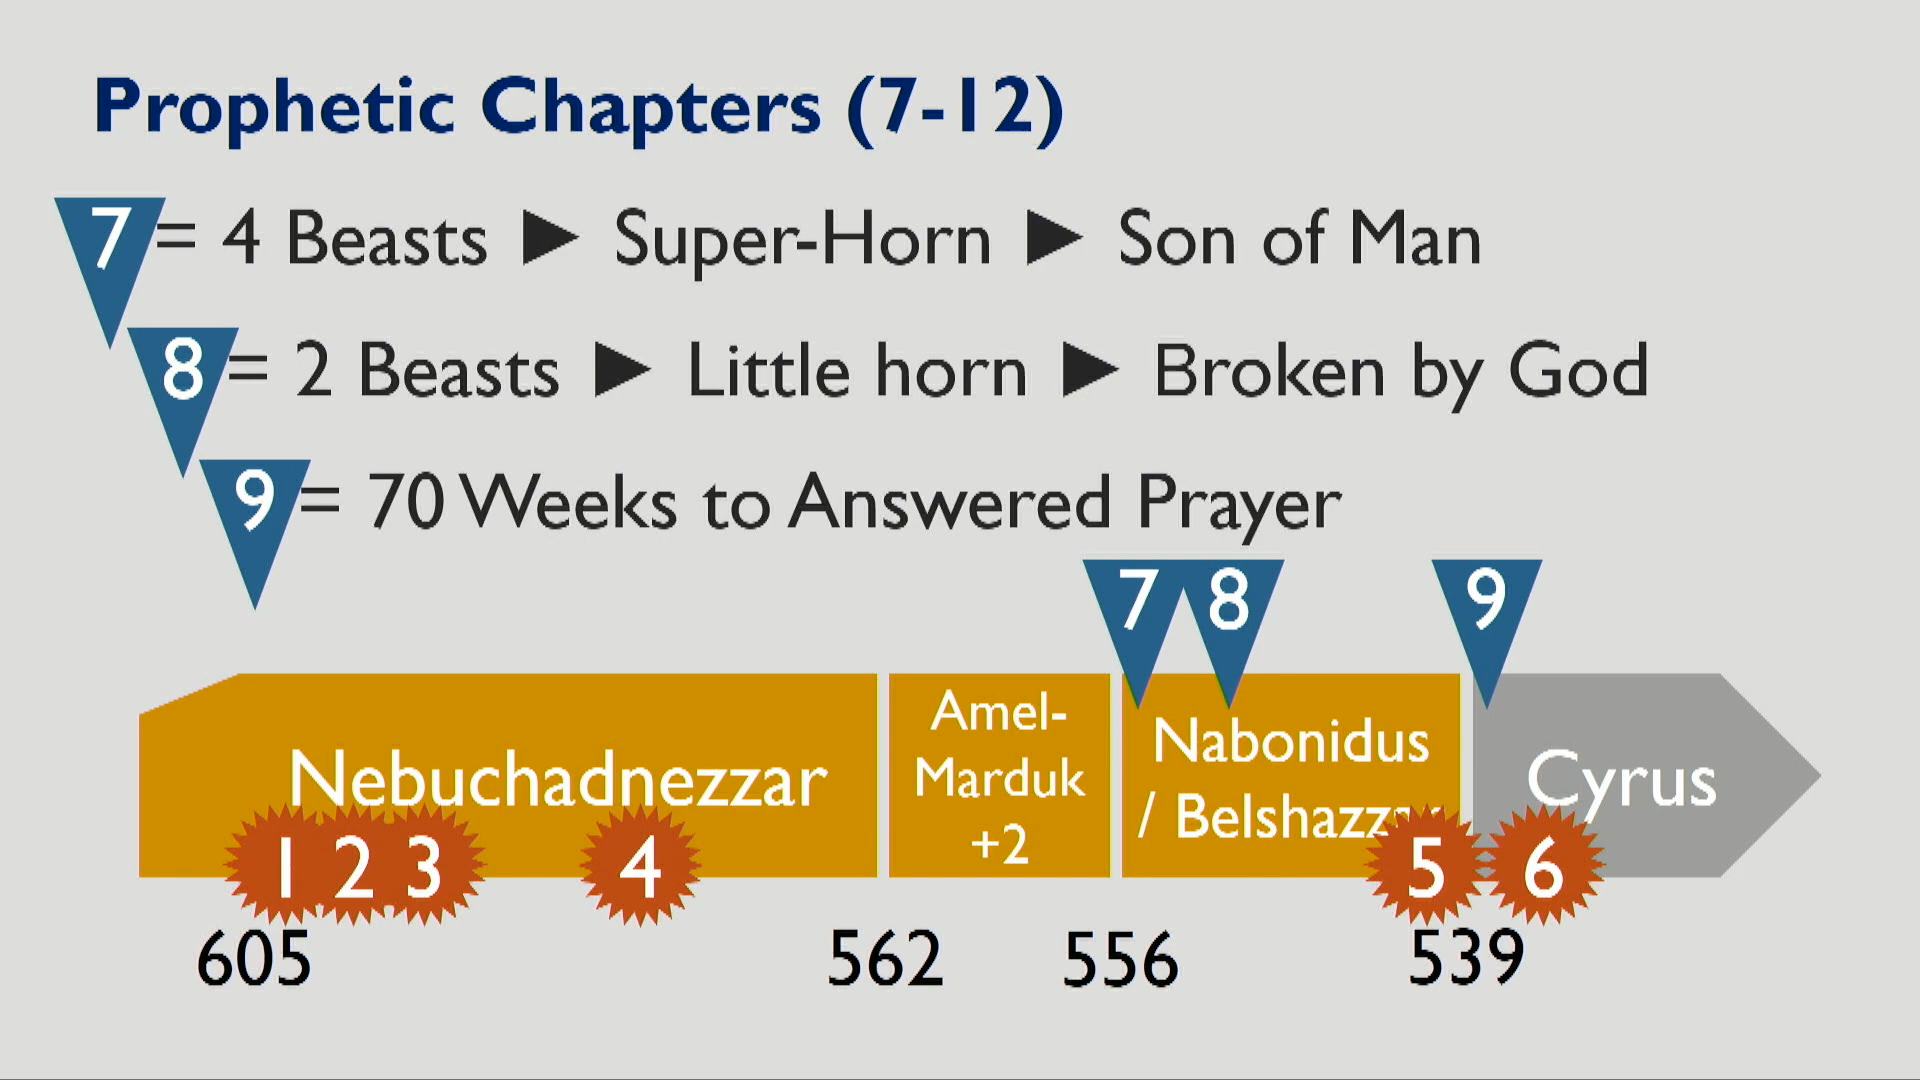 Prophetic Chapters (7-12)
7 = 4 Beasts ► Super-Horn ► Son of Man
8 = 2 Beasts ► Little horn ► Broken by God
9 = 70 Weeks to Answered Prayer
7 8 9
Nebuchadnezzar
Amel-
Marduk
+2
Nabonidus
/ Belshazzar
Cyrus
1 2 3 4 5 6
605 562 556 539